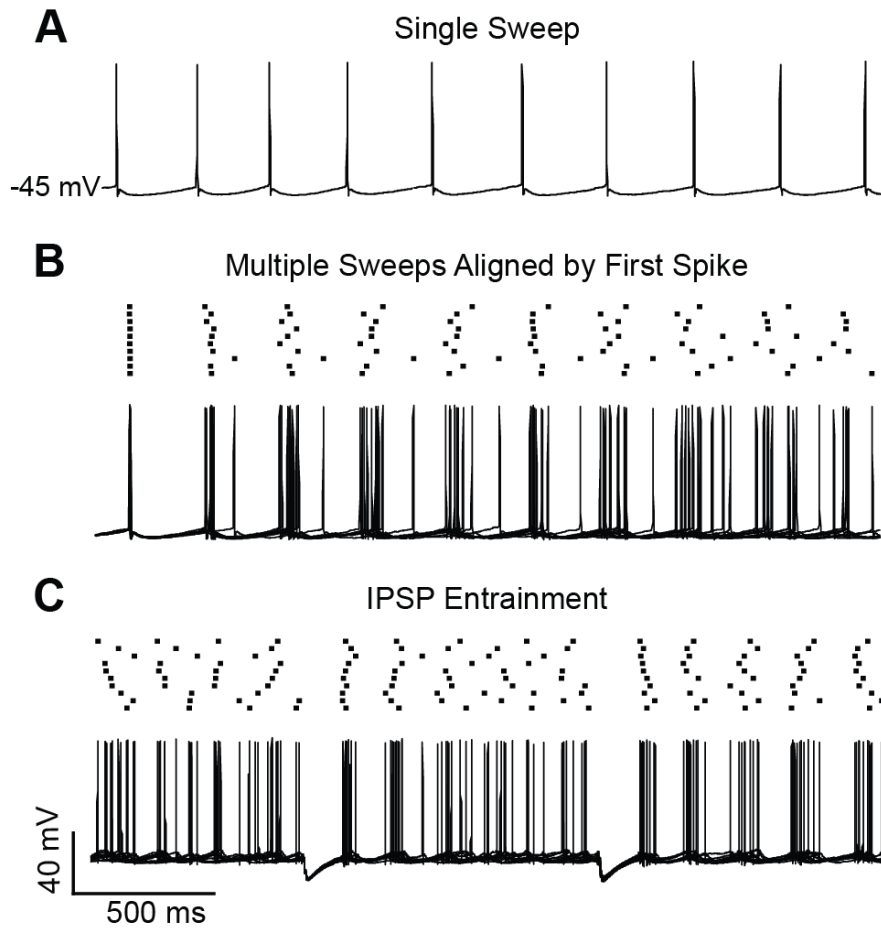 A
Single Sweep
-45 mV
B
Multiple Sweeps Aligned by First Spike
C
IPSP Entrainment
40 mV
500 ms